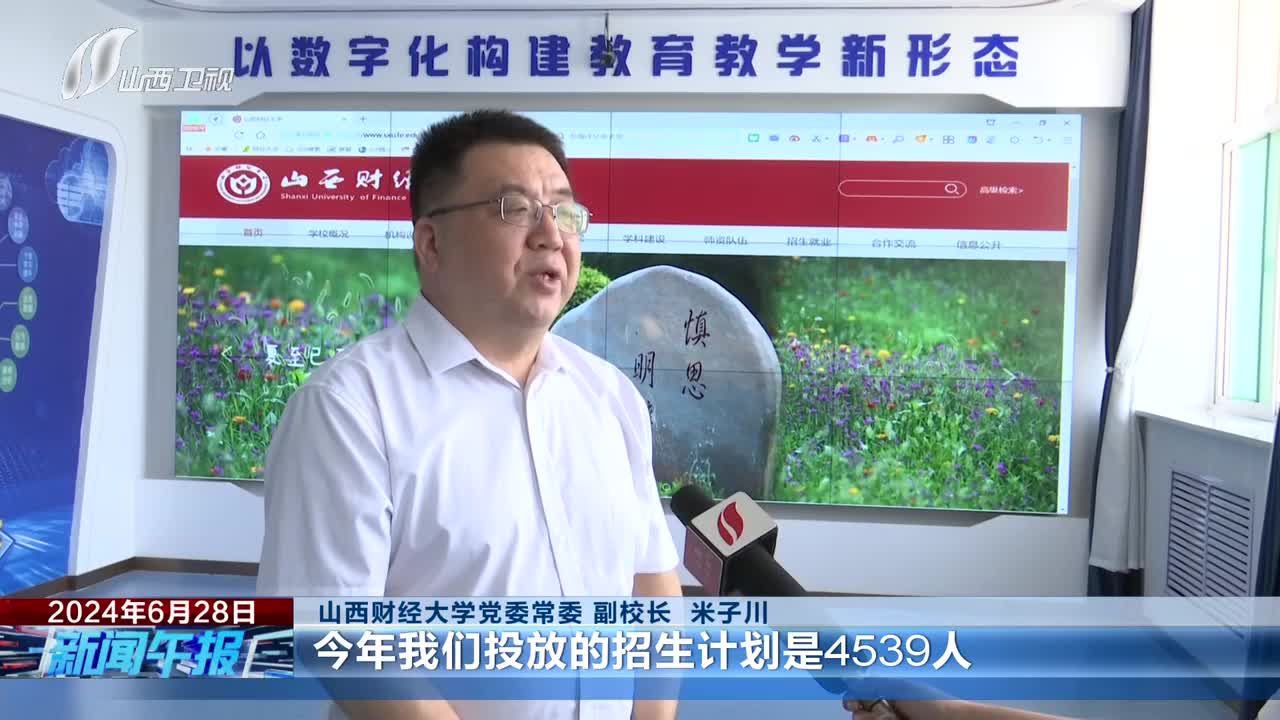 以数字化构建教育教学新形态
山西卫视
山西财经
Shanxi University of Finance
高级检索>
首页 学校概况 学科建设 师资队伍 招生就业 合作交流 信息公开
慎思
明
2024年6月28日
山西财经大学党委常委 副校长 米子川
新闻午报
今年我们投放的招生计划是4539人